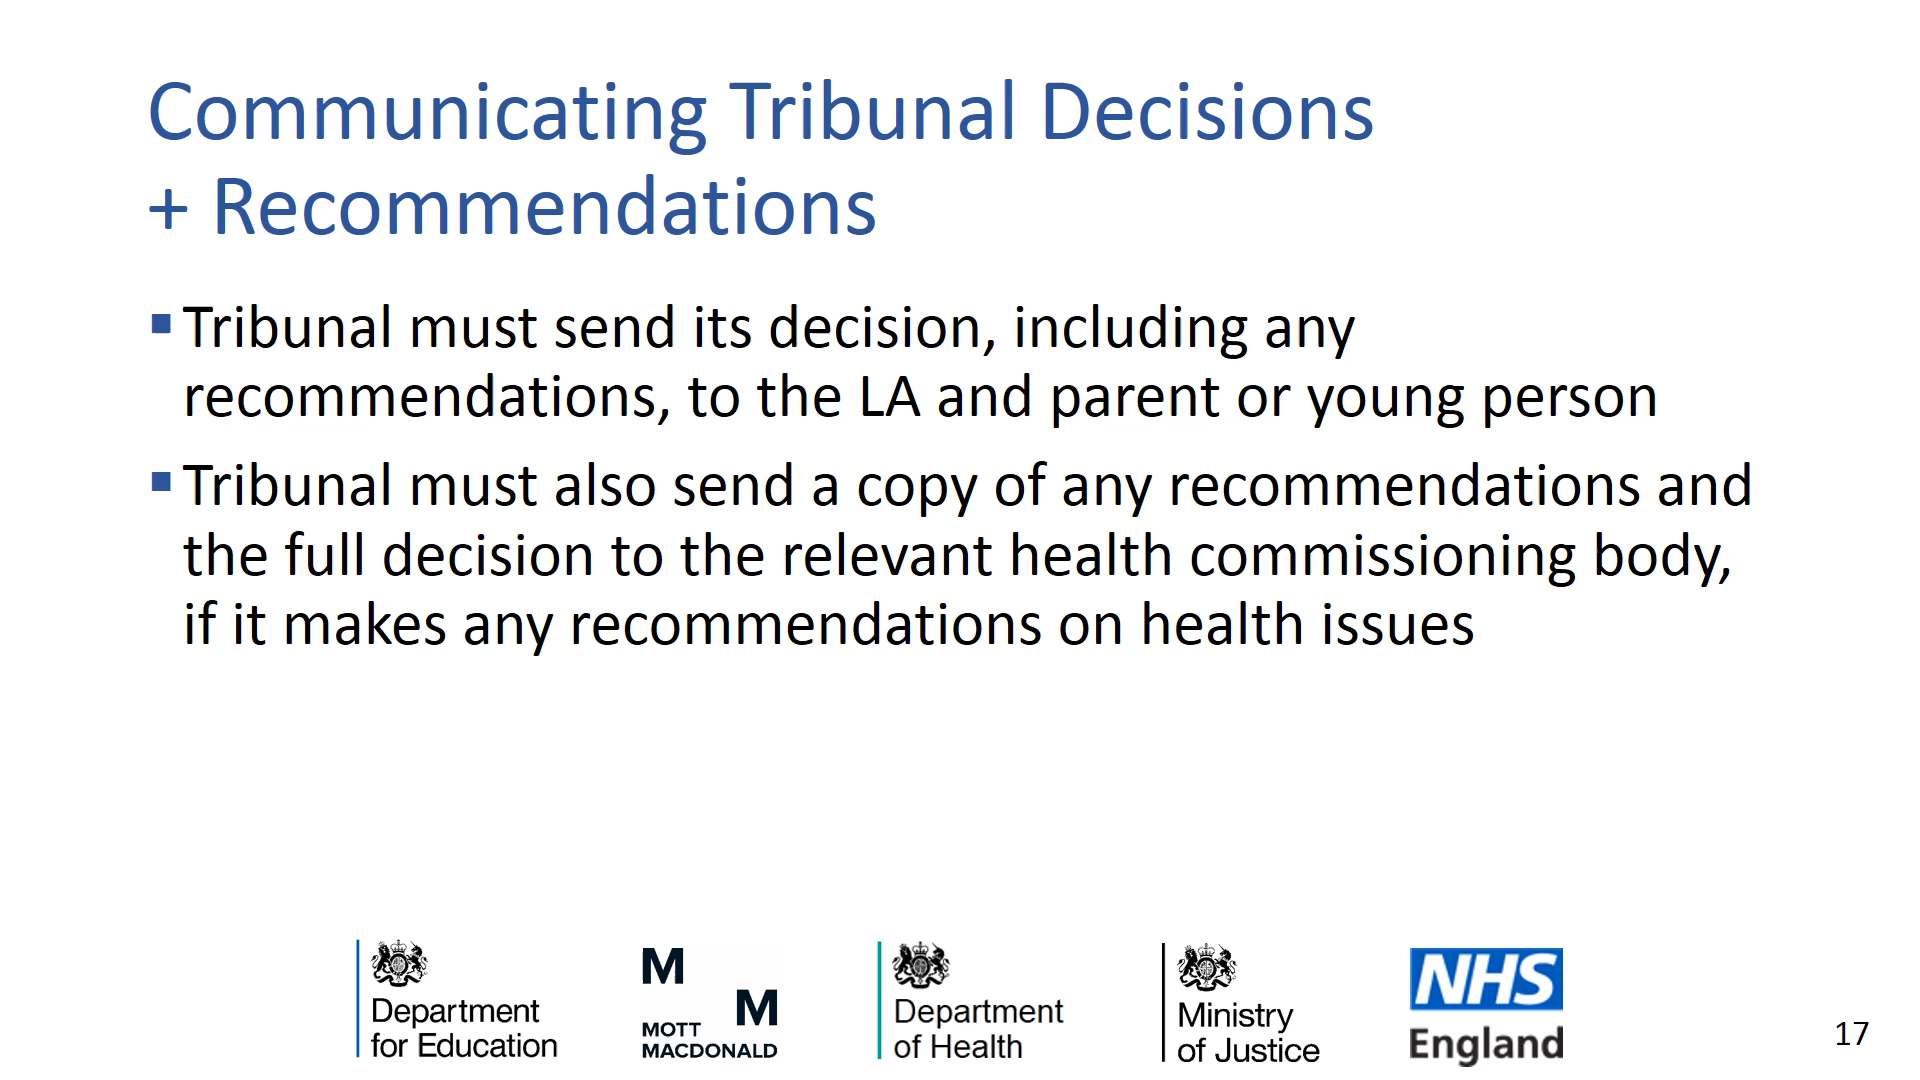 Communicating Tribunal Decisions
+ Recommendations
▪ Tribunal must send its decision, including any
recommendations, to the LA and parent or young person
▪ Tribunal must also send a copy of any recommendations and
the full decision to the relevant health commissioning body,
if it makes any recommendations on health issues
Department
for Education
M
M
MOTT
MACDONALD
Department
of Health
Ministry
of Justice
NHS
England
17